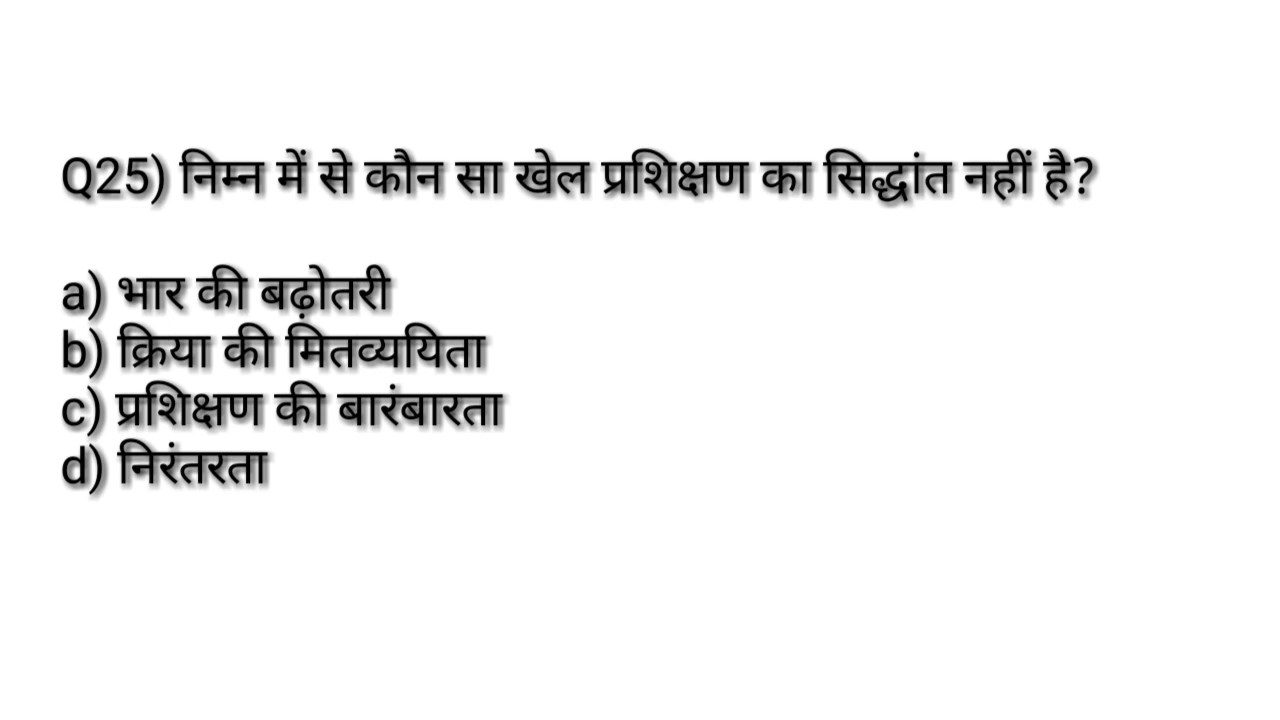 Q25) निम्न में से कौन सा खेल प्रशिक्षण का सिद्धांत नहीं है?
a) भार की बढ़ोतरी
b) क्रिया की मितव्ययिता
c) प्रशिक्षण की बारंबारता
d) निरंतरता